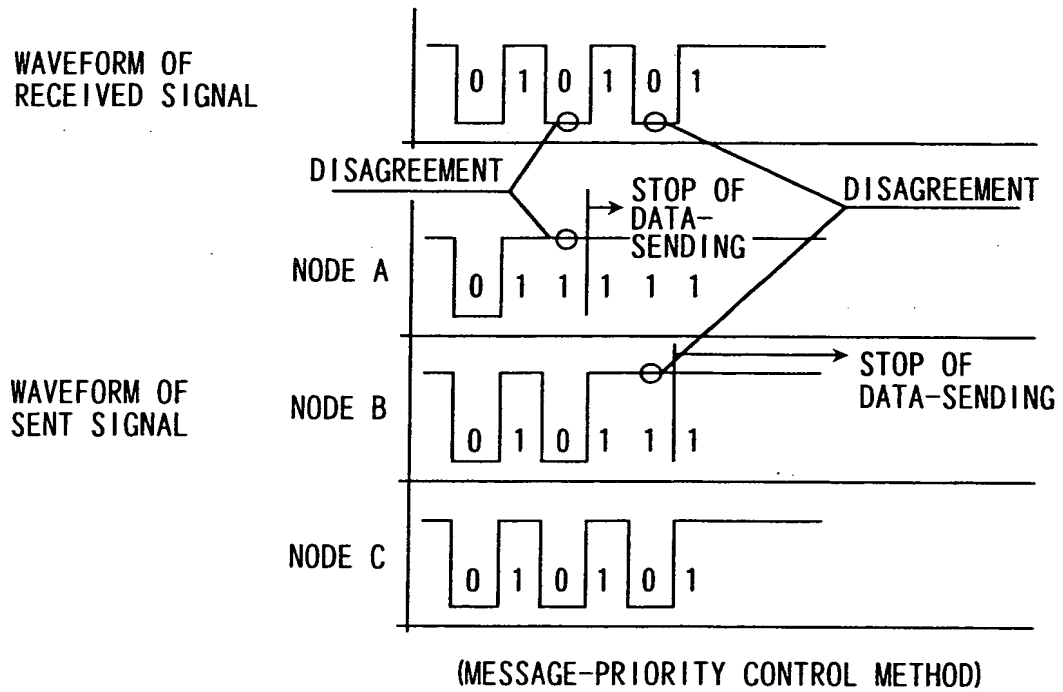 WAVEFORM OF
RECEIVED SIGNAL
0 1 0 1 0 1
DISAGREEMENT
STOP OF
DATA-
SENDING
DISAGREEMENT
NODE A
0 1 1 1 1 1
WAVEFORM OF
SENT SIGNAL
NODE B
0 1 0 1 1 1
STOP OF
DATA-SENDING
NODE C
0 1 0 1 0 1
(MESSAGE-PRIORITY CONTROL METHOD)